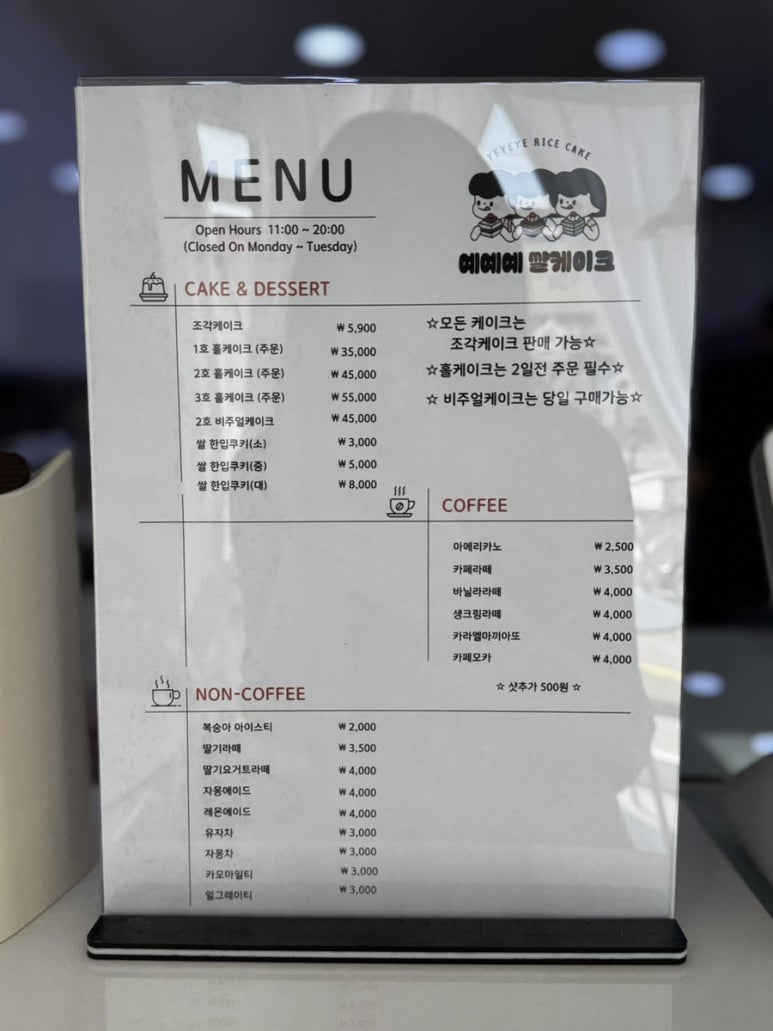 MENU
Open Hours 11:00 ~ 20:00
(Closed On Monday ~ Tuesday)
YEYEYE RICE CAKE
예예예 쌀케이크
CAKE & DESSERT
조각케이크 ₩ 5,900
1호 홀케이크 (주문) ₩ 35,000
2호 홀케이크 (주문) ₩ 45,000
3호 홀케이크 (주문) ₩ 55,000
2호 비주얼케이크 ₩ 45,000
쌀 한입쿠키(소) ₩ 3,000
쌀 한입쿠키(중) ₩ 5,000
쌀 한입쿠키(대) ₩ 8,000
☆모든 케이크는
조각케이크 판매 가능☆
☆홀케이크는 2일전 주문 필수☆
☆ 비주얼케이크는 당일 구매가능☆
COFFEE
아메리카노 ₩ 2,500
카페라떼 ₩ 3,500
바닐라라떼 ₩ 4,000
생크림라떼 ₩ 4,000
카라멜마끼아또 ₩ 4,000
카페모카 ₩ 4,000
☆ 샷추가 500원 ☆
NON-COFFEE
복숭아 아이스티 ₩ 2,000
딸기라떼 ₩ 3,500
딸기요거트라떼 ₩ 4,000
자몽에이드 ₩ 4,000
레몬에이드 ₩ 4,000
유자차 ₩ 3,000
자몽차 ₩ 3,000
카모마일티 ₩ 3,000
얼그레이티 ₩ 3,000